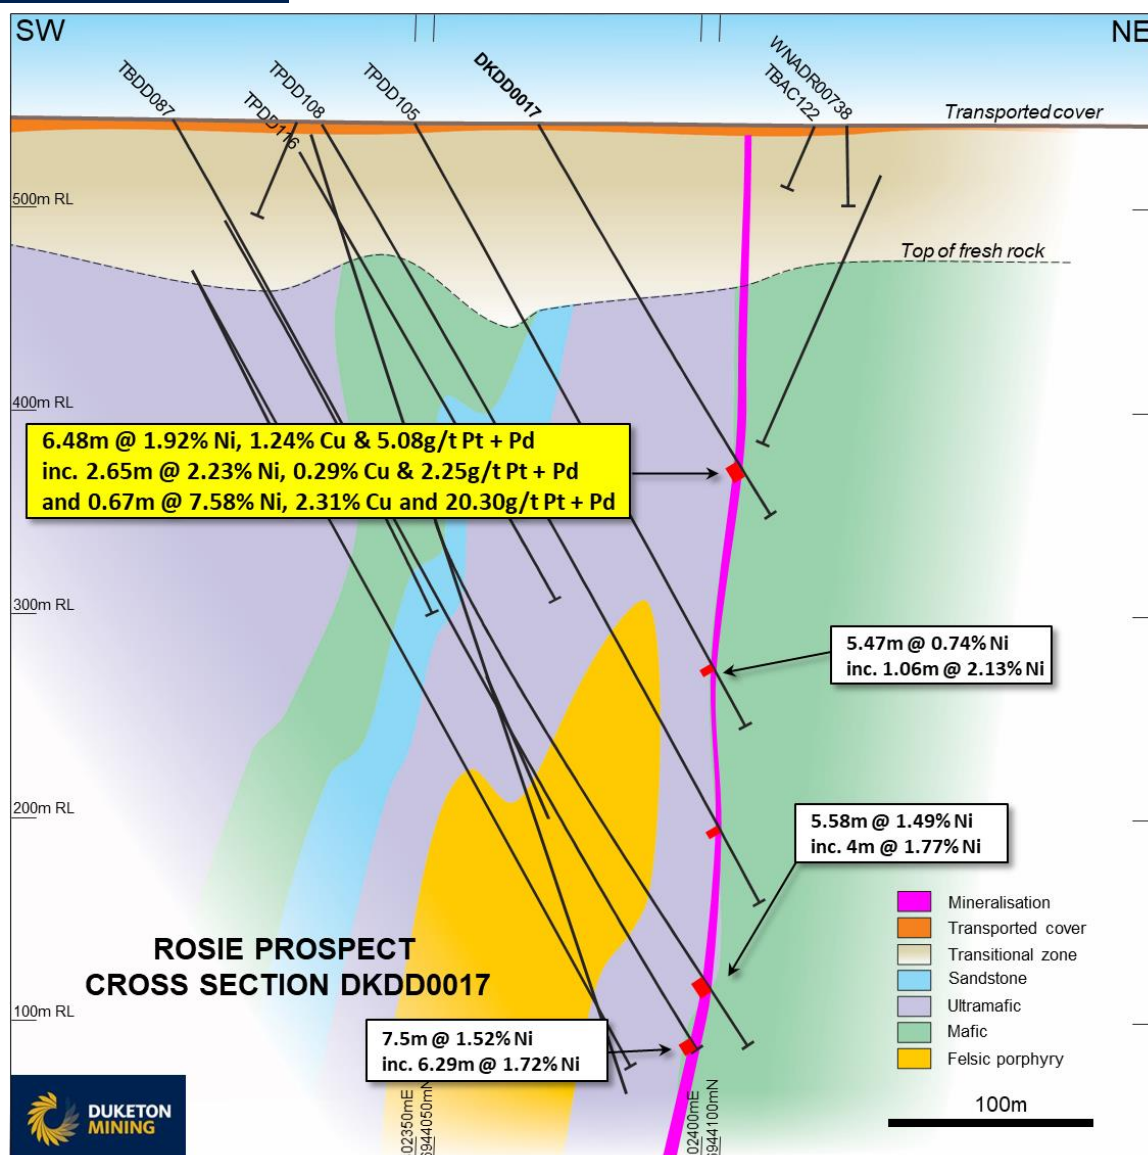 SW
NE
TBDD087
TPDD116
TPDD108
TPDD105
DKDD0017
TBAC122
WNADR00738
Transported cover
500m RL
Top of fresh rock
400m RL
6.48m @ 1.92% Ni, 1.24% Cu & 5.08g/t Pt + Pd
inc. 2.65m @ 2.23% Ni, 0.29% Cu & 2.25g/t Pt + Pd
and 0.67m @ 7.58% Ni, 2.31% Cu and 20.30g/t Pt + Pd
300m RL
5.47m @ 0.74% Ni
inc. 1.06m @ 2.13% Ni
200m RL
5.58m @ 1.49% Ni
inc. 4m @ 1.77% Ni
Mineralisation
Transported cover
Transitional zone
Sandstone
Ultramafic
Mafic
Felsic porphyry
ROSIE PROSPECT
CROSS SECTION DKDD0017
100m RL
7.5m @ 1.52% Ni
inc. 6.29m @ 1.72% Ni
100m
02350mE
6944050mN
02400mE
6944100mN
DUKETON
MINING